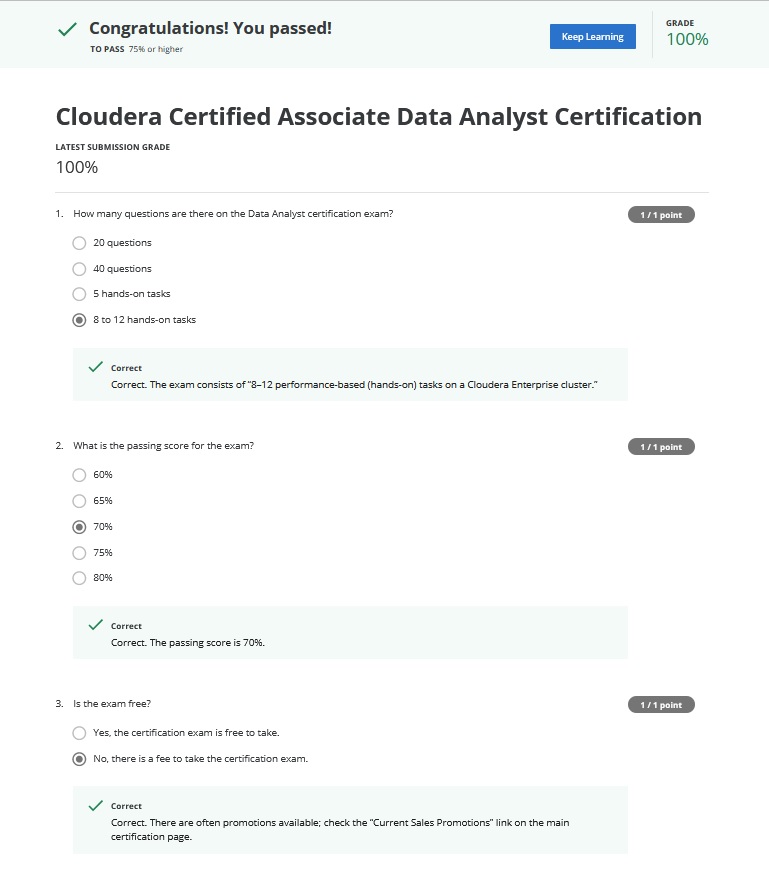 Congratulations! You passed!
TO PASS 75% or higher
Keep Learning
GRADE
100%
Cloudera Certified Associate Data Analyst Certification
LATEST SUBMISSION GRADE
100%
1. How many questions are there on the Data Analyst certification exam?
1 / 1 point
20 questions
40 questions
5 hands-on tasks
8 to 12 hands-on tasks
Correct
Correct. The exam consists of "8–12 performance-based (hands-on) tasks on a Cloudera Enterprise cluster."
2. What is the passing score for the exam?
1 / 1 point
60%
65%
70%
75%
80%
Correct
Correct. The passing score is 70%.
3. Is the exam free?
1 / 1 point
Yes, the certification exam is free to take.
No, there is a fee to take the certification exam.
Correct
Correct. There are often promotions available; check the "Current Sales Promotions" link on the main
certification page.